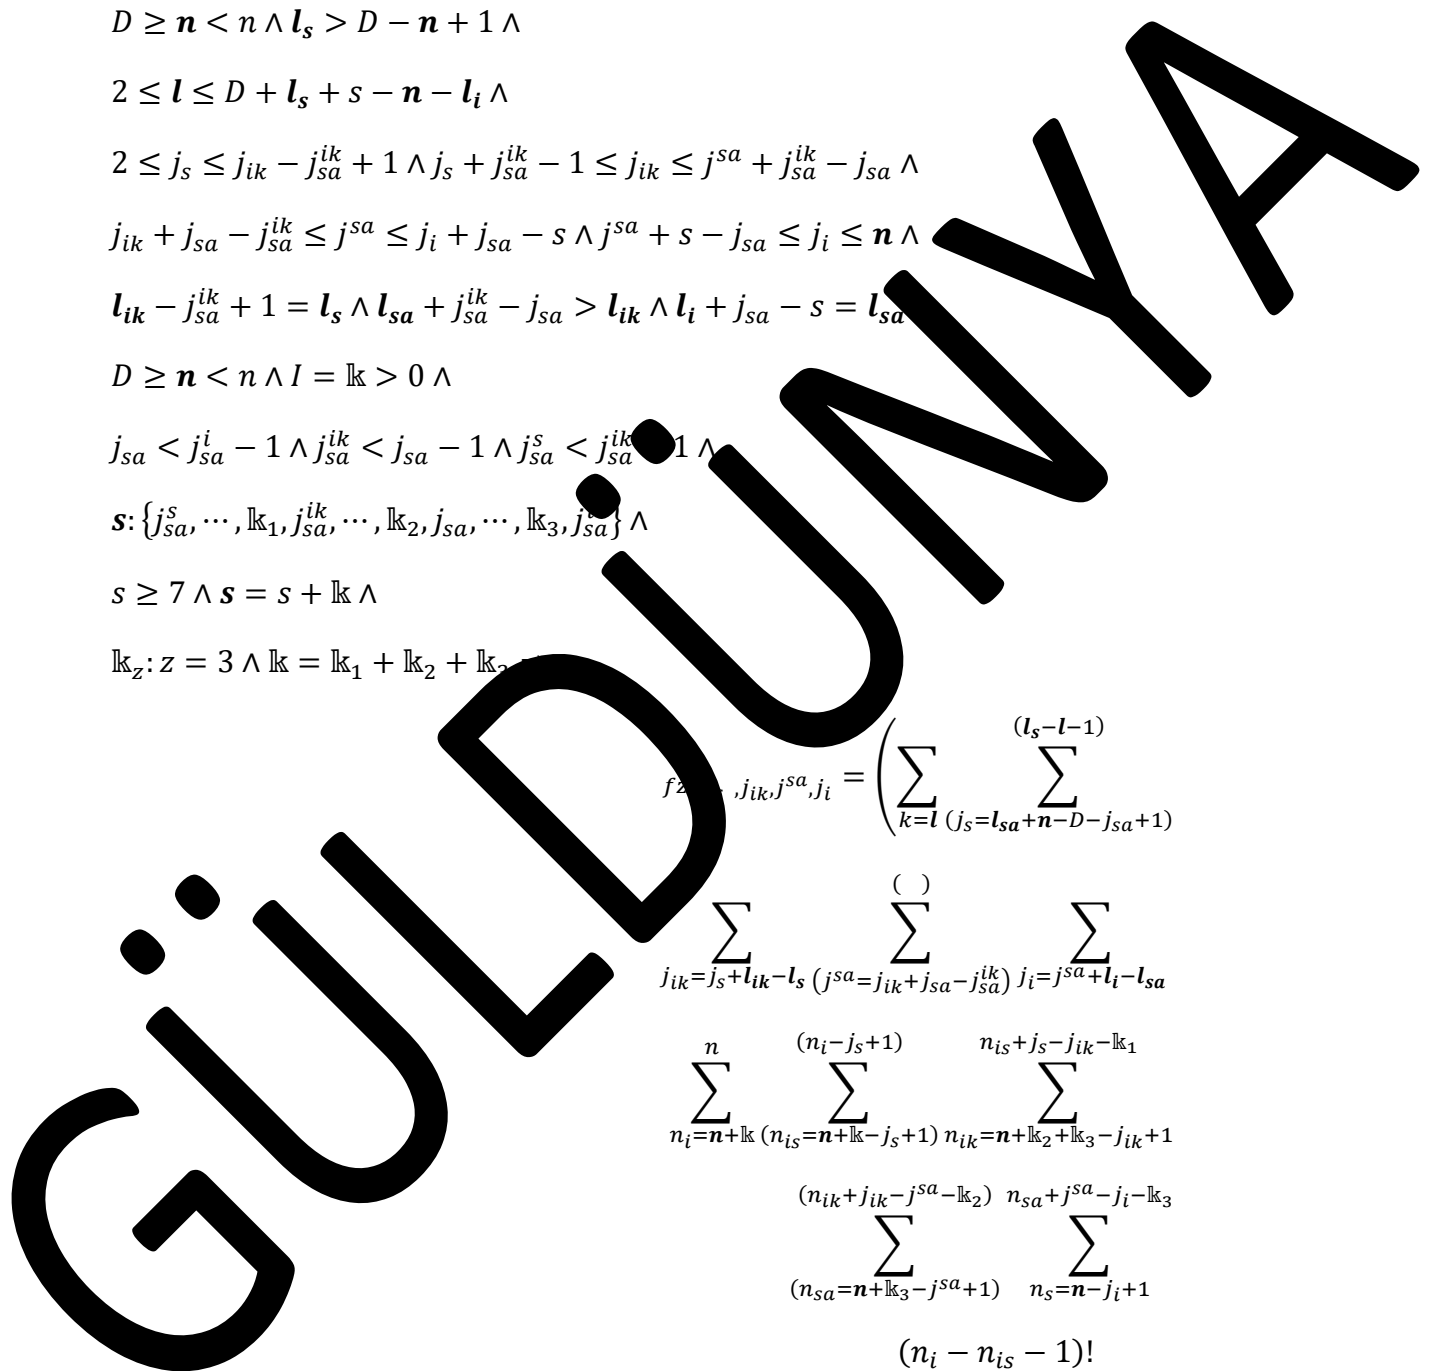 D ≥ 𝒏 < n ∧ 𝒍_𝒔 > D − 𝒏 + 1 ∧
2 ≤ 𝒍 ≤ D + 𝒍_𝒔 + s − 𝒏 − 𝒍_𝒊 ∧
2 ≤ j_s ≤ j_{ik} − j_{sa}^{ik} + 1 ∧ j_s + j_{sa}^{ik} − 1 ≤ j_{ik} ≤ j^{sa} + j_{sa}^{ik} − j_{sa} ∧
j_{ik} + j_{sa} − j_{sa}^{ik} ≤ j^{sa} ≤ j_i + j_{sa} − s ∧ j^{sa} + s − j_{sa} ≤ j_i ≤ 𝒏 ∧
𝒍_{𝒊𝒌} − j_{sa}^{ik} + 1 = 𝒍_𝒔 ∧ 𝒍_{𝒔𝒂} + j_{sa}^{ik} − j_{sa} > 𝒍_{𝒊𝒌} ∧ 𝒍_𝒊 + j_{sa} − s = 𝒍_{𝒔𝒂}
D ≥ 𝒏 < n ∧ I = 𝕜 > 0 ∧
j_{sa} < j_{sa}^i − 1 ∧ j_{sa}^{ik} < j_{sa} − 1 ∧ j_{sa}^s < j_{sa}^{ik} 1 ∧
𝒔: {j_{sa}^s, ⋯ , 𝕜_1, j_{sa}^{ik}, ⋯ , 𝕜_2, j_{sa}, ⋯ , 𝕜_3, j_{sa}} ∧
s ≥ 7 ∧ 𝒔 = s + 𝕜 ∧
𝕜_z: z = 3 ∧ 𝕜 = 𝕜_1 + 𝕜_2 + 𝕜_3
,j_{ik},j^{sa},j_i = ( ∑_{k=𝒍} ∑_{(j_s=𝒍_{𝒔𝒂}+𝒏−D−j_{sa}+1)}^{(𝒍_𝒔−𝒍−1)}
∑_{j_{ik}=j_s+𝒍_{𝒊𝒌}−𝒍_𝒔} ∑_{(j^{sa}=j_{ik}+j_{sa}−j_{sa}^{ik})}^{( )} ∑_{j_i=j^{sa}+𝒍_𝒊−𝒍_{𝒔𝒂}}
∑_{n_i=𝒏+𝕜}^{n} ∑_{(n_{is}=𝒏+𝕜−j_s+1)}^{(n_i−j_s+1)} ∑_{n_{ik}=𝒏+𝕜_2+𝕜_3−j_{ik}+1}^{n_{is}+j_s−j_{ik}−𝕜_1}
∑_{(n_{sa}=𝒏+𝕜_3−j^{sa}+1)}^{(n_{ik}+j_{ik}−j^{sa}−𝕜_2)} ∑_{n_s=𝒏−j_i+1}^{n_{sa}+j^{sa}−j_i−𝕜_3}
(n_i − n_{is} − 1)!
GÜLDÜNYA